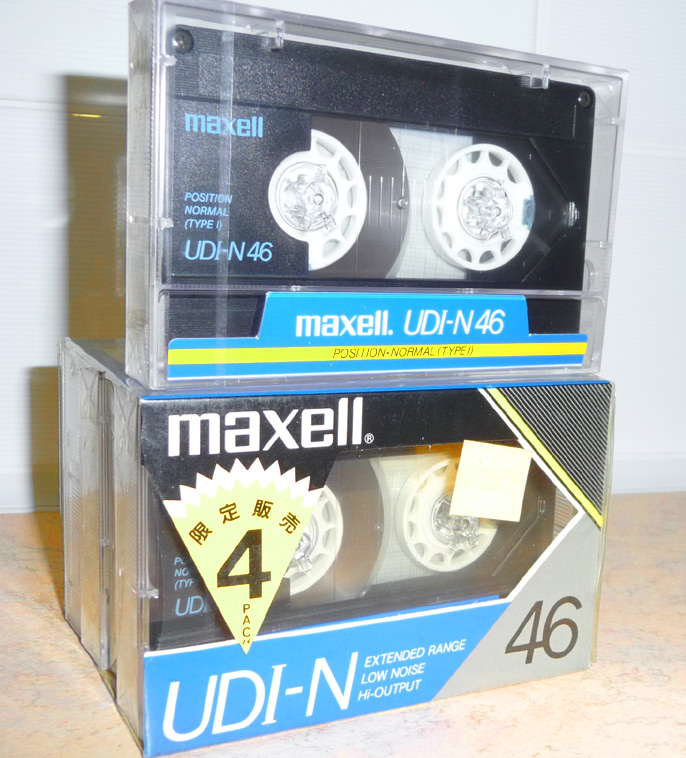 maxell
POSITION
NORMAL
(TYPE I)
UDI-N 46
maxell. UDI-N 46
POSITION•NORMAL (TYPE I)
maxell®
限定販売
4
PACK
UDI-N
EXTENDED RANGE
LOW NOISE
Hi-OUTPUT
46